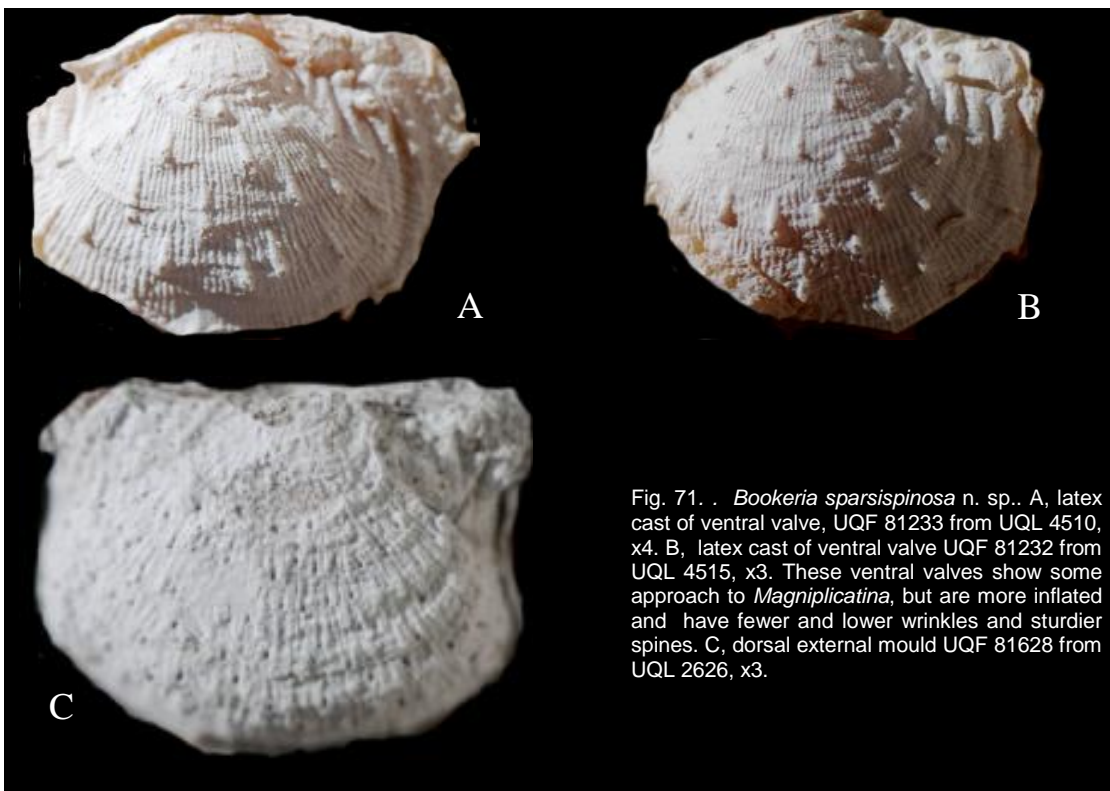 A
B
C
Fig. 71. . Bookeria sparsispinosa n. sp.. A, latex
cast of ventral valve, UQF 81233 from UQL 4510,
x4. B, latex cast of ventral valve UQF 81232 from
UQL 4515, x3. These ventral valves show some
approach to Magniplicatina, but are more inflated
and have fewer and lower wrinkles and sturdier
spines. C, dorsal external mould UQF 81628 from
UQL 2626, x3.